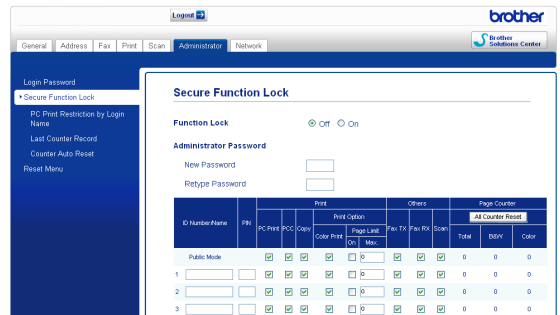 Logout
brother
General Address Fax Print Scan Administrator Network
Brother
Solutions Center
Login Password
Secure Function Lock
PC Print Restriction by Login
Name
Last Counter Record
Counter Auto Reset
Reset Menu
Secure Function Lock
Function Lock Off On
Administrator Password
New Password
Retype Password
ID Number/Name PIN Print Others Page Counter
Print Option All Counter Reset
PC Print PCC Copy Color Print Page Limit Fax TX Fax RX Scan Total B&W Color
On Max.
Public Mode 0 0 0 0
1 0 0 0 0
2 0 0 0 0
3 0 0 0 0